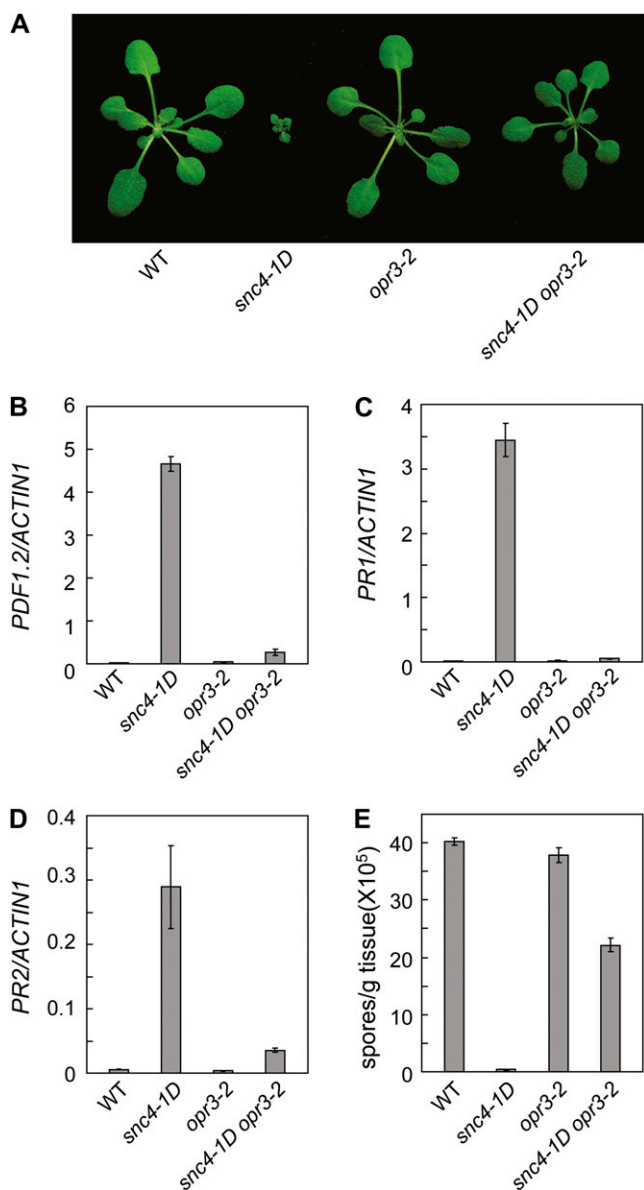 A
WT
snc4-1D
opr3-2
snc4-1D opr3-2
B
PDF1.2/ACTIN1
6
5
4
3
2
1
0
WT
snc4-1D
opr3-2
snc4-1D opr3-2
C
PR1/ACTIN1
4
3
2
1
0
WT
snc4-1D
opr3-2
snc4-1D opr3-2
D
PR2/ACTIN1
0.4
0.3
0.2
0.1
0
WT
snc4-1D
opr3-2
snc4-1D opr3-2
E
spores/g tissue(X10⁵)
40
30
20
10
0
WT
snc4-1D
opr3-2
snc4-1D opr3-2